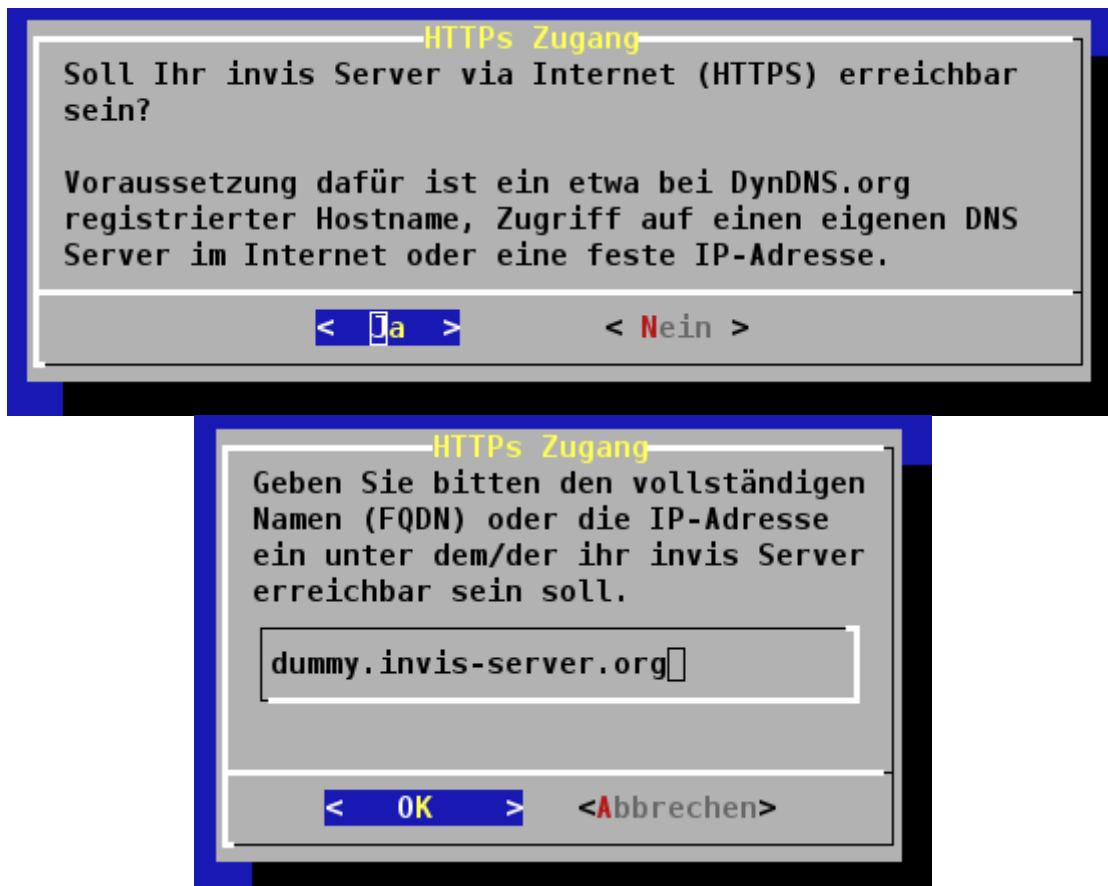 HTTPs Zugang
Soll Ihr invis Server via Internet (HTTPS) erreichbar
sein?
Voraussetzung dafür ist ein etwa bei DynDNS.org
registrierter Hostname, Zugriff auf einen eigenen DNS
Server im Internet oder eine feste IP-Adresse.
< Ja > < Nein >
HTTPs Zugang
Geben Sie bitten den vollständigen
Namen (FQDN) oder die IP-Adresse
ein unter dem/der ihr invis Server
erreichbar sein soll.
dummy.invis-server.org
< OK > <Abbrechen>